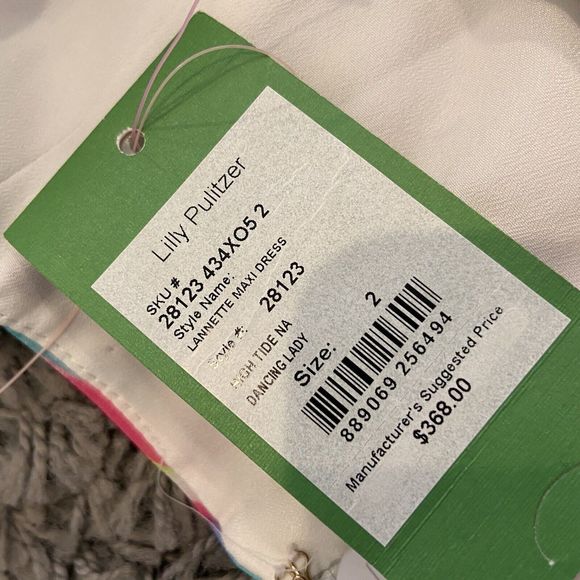 Lilly Pulitzer
SKU #
28123 434XO5 2
Style Name:
LANNETTE MAXI DRESS
Style #: 28123
HIGH TIDE NA
DANCING LADY
Size: 2
889069 256494
Manufacturer's Suggested Price
$368.00